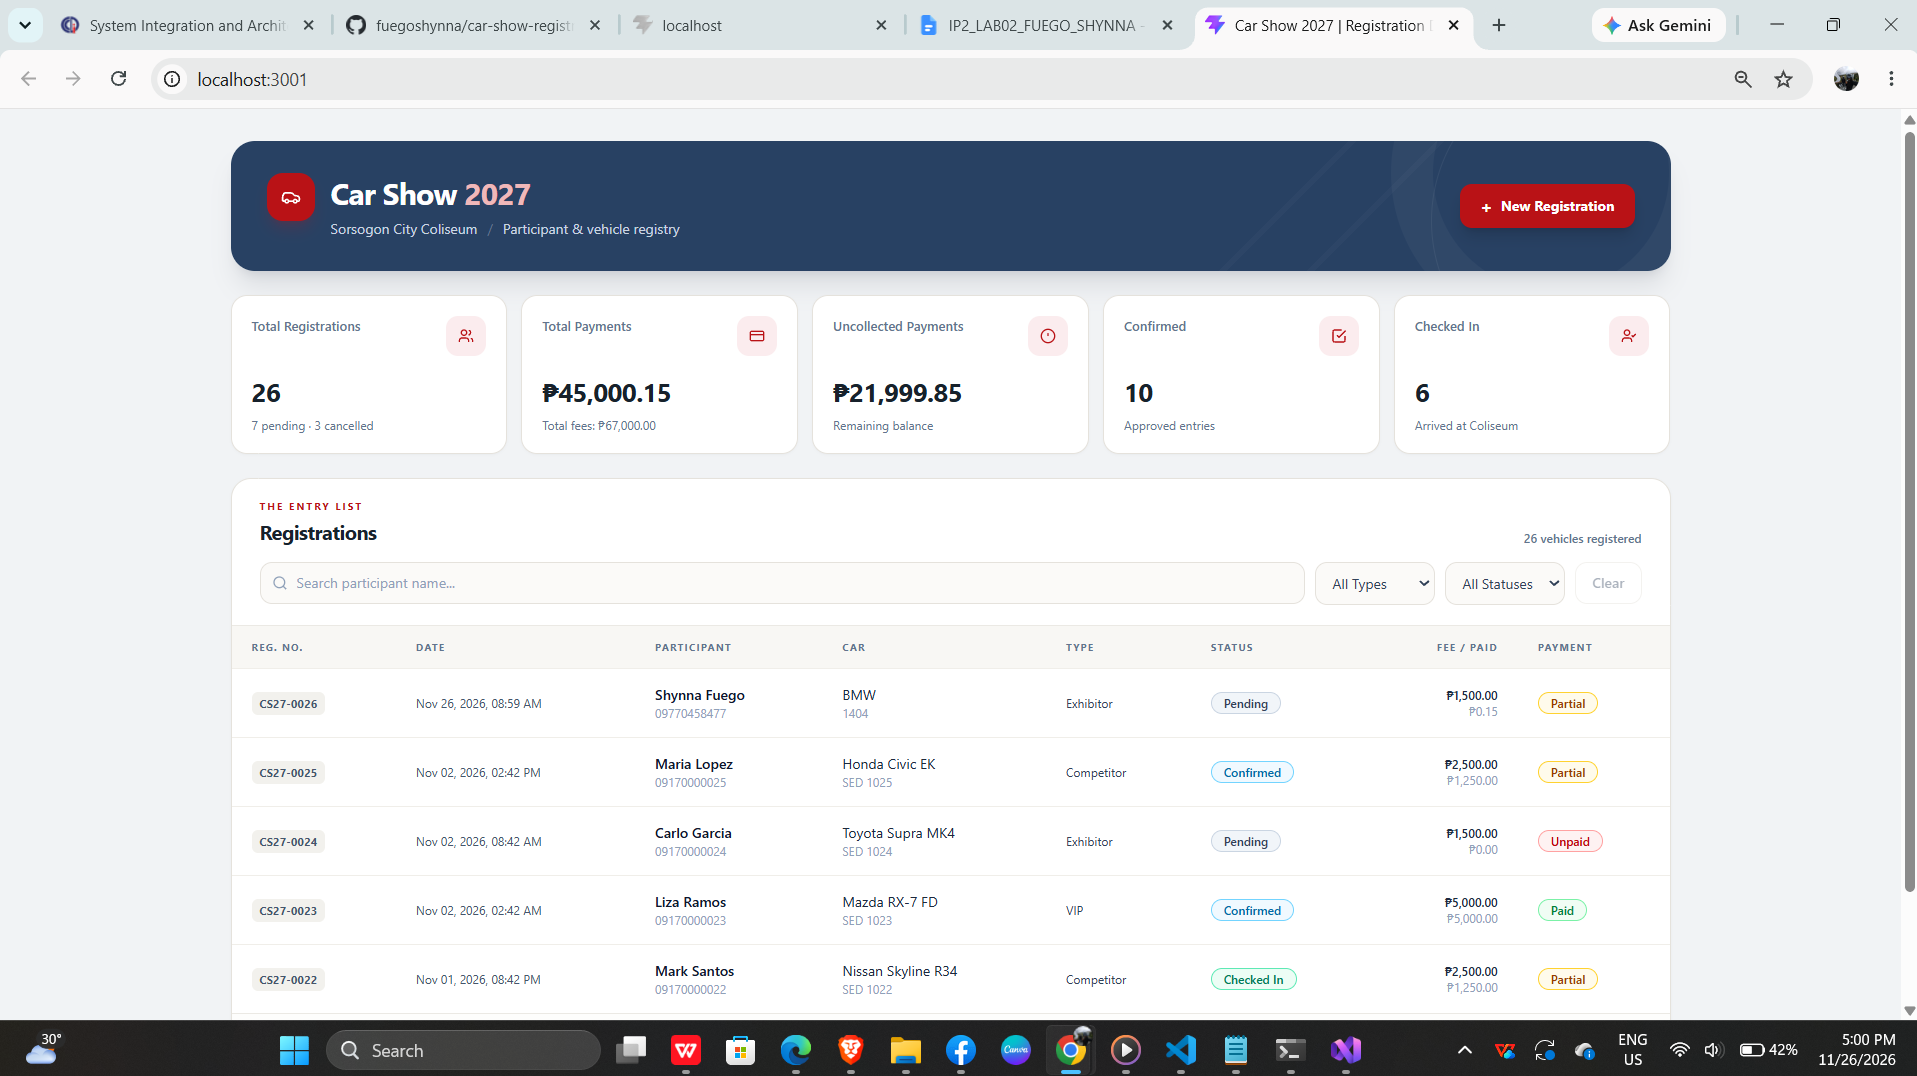 System Integration and Archit
fuegoshynna/car-show-regist
localhost
IP2_LAB02_FUEGO_SHYNNA -
Car Show 2027 | Registration
Ask Gemini
localhost:3001
Car Show 2027
Sorsogon City Coliseum / Participant & vehicle registry
+ New Registration
Total Registrations
26
7 pending · 3 cancelled
Total Payments
₱45,000.15
Total fees: ₱67,000.00
Uncollected Payments
₱21,999.85
Remaining balance
Confirmed
10
Approved entries
Checked In
6
Arrived at Coliseum
THE ENTRY LIST
Registrations
26 vehicles registered
Search participant name...
All Types
All Statuses
Clear
REG. NO. DATE PARTICIPANT CAR TYPE STATUS FEE / PAID PAYMENT
CS27-0026 Nov 26, 2026, 08:59 AM Shynna Fuego BMW Exhibitor Pending ₱1,500.00 Partial
09770458477 1404 ₱0.15
CS27-0025 Nov 02, 2026, 02:42 PM Maria Lopez Honda Civic EK Competitor Confirmed ₱2,500.00 Partial
09170000025 SED 1025 ₱1,250.00
CS27-0024 Nov 02, 2026, 08:42 AM Carlo Garcia Toyota Supra MK4 Exhibitor Pending ₱1,500.00 Unpaid
09170000024 SED 1024 ₱0.00
CS27-0023 Nov 02, 2026, 02:42 AM Liza Ramos Mazda RX-7 FD VIP Confirmed ₱5,000.00 Paid
09170000023 SED 1023 ₱5,000.00
CS27-0022 Nov 01, 2026, 08:42 PM Mark Santos Nissan Skyline R34 Competitor Checked In ₱2,500.00 Partial
09170000022 SED 1022 ₱1,250.00
30°
Search
Canva
ENG
US
42%
5:00 PM
11/26/2026